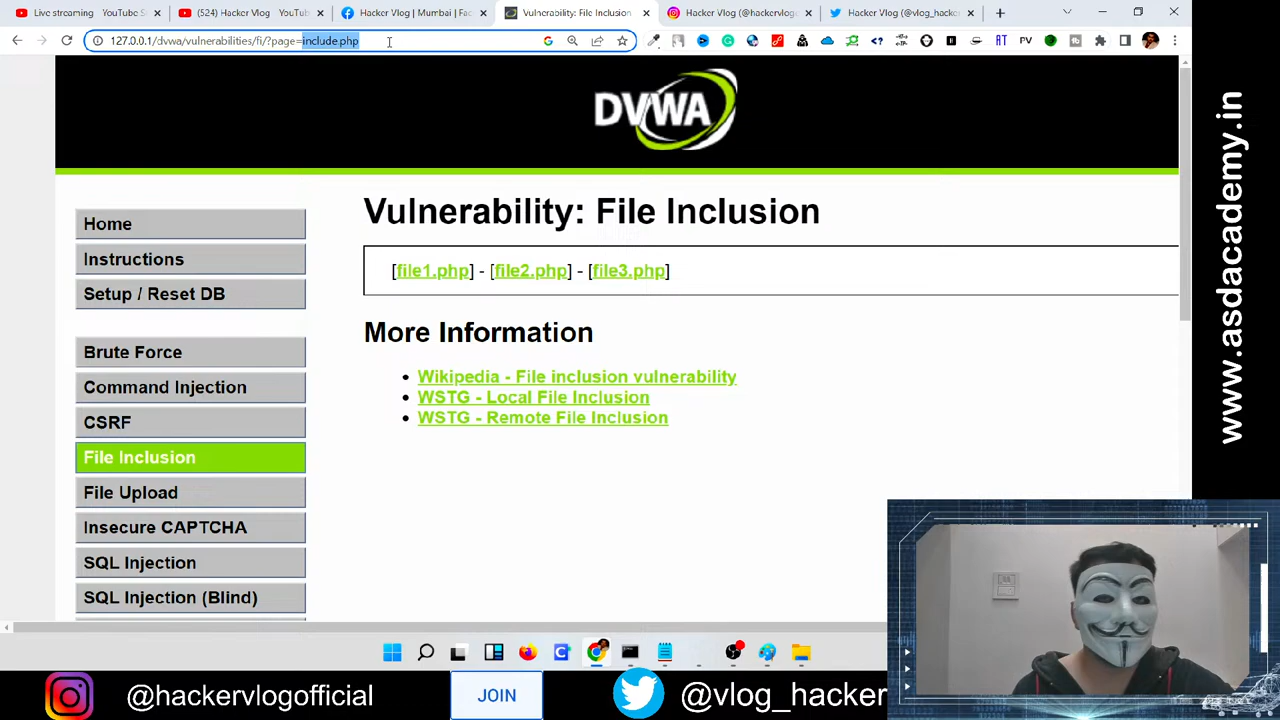 Live streaming - YouTube S
(524) Hacker Vlog - YouTub
Hacker Vlog | Mumbai | Fac
Vulnerability: File Inclusion
Hacker Vlog (@hackervlog
Hacker Vlog (@vlog_hacke
127.0.0.1/dvwa/vulnerabilities/fi/?page=include.php
DVWA
Home
Instructions
Setup / Reset DB
Brute Force
Command Injection
CSRF
File Inclusion
File Upload
Insecure CAPTCHA
SQL Injection
SQL Injection (Blind)
Vulnerability: File Inclusion
[file1.php] - [file2.php] - [file3.php]
More Information
• Wikipedia - File inclusion vulnerability
• WSTG - Local File Inclusion
• WSTG - Remote File Inclusion
www.asdacademy.in
@hackervlogofficial
JOIN
@vlog_hacker